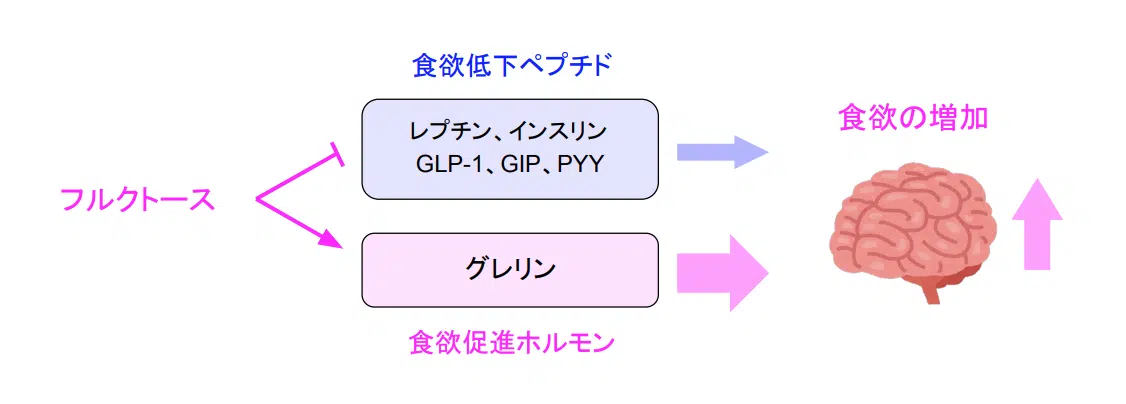 食欲低下ペプチド
レプチン、インスリン
GLP-1、GIP、PYY
食欲の増加
フルクトース
グレリン
食欲促進ホルモン